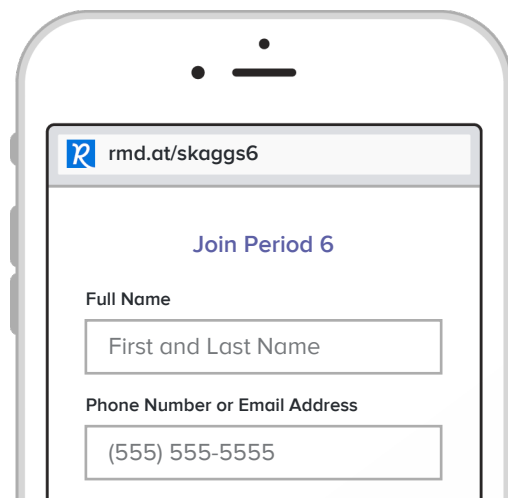 rmd.at/skaggs6
Join Period 6
Full Name
First and Last Name
Phone Number or Email Address
(555) 555-5555